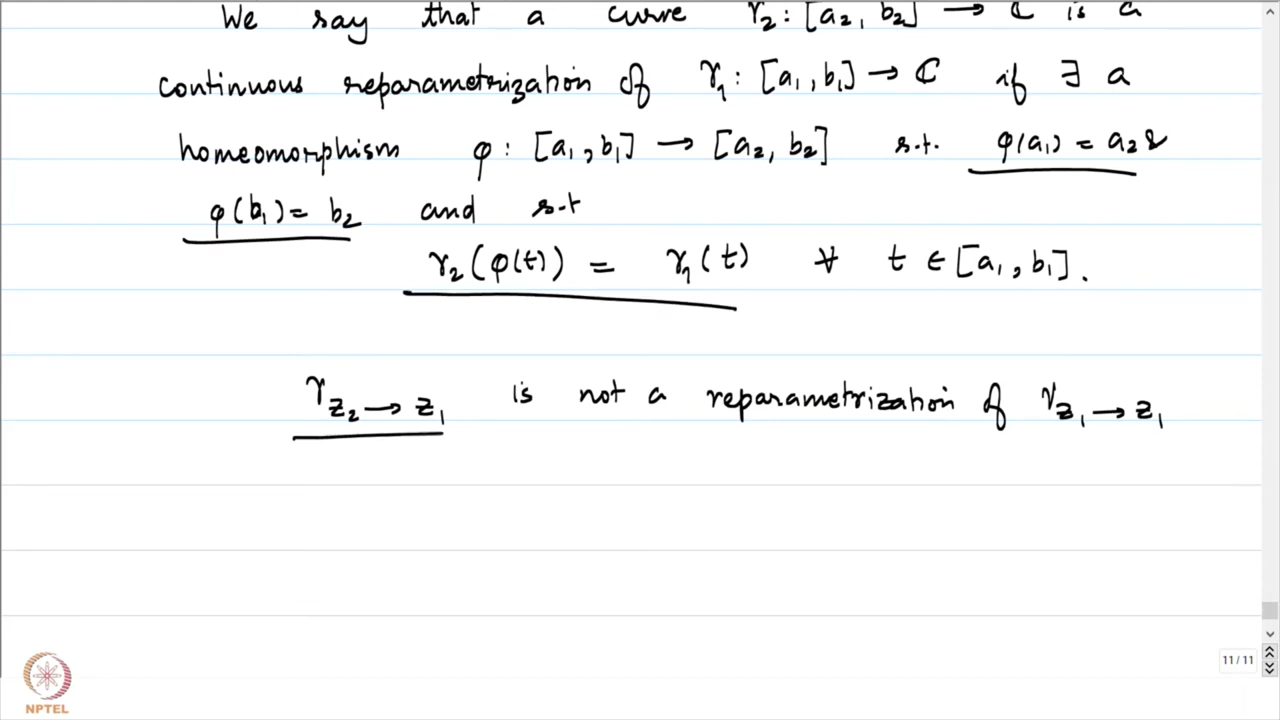 We say that a curve γ₂ : [a₂, b₂] → ℂ is a
continuous reparametrization of γ₁ : [a₁, b₁] → ℂ if ∃ a
homeomorphism φ : [a₁, b₁] → [a₂, b₂] s.t. φ(a₁) = a₂ &
φ(b₁) = b₂ and s.t
γ₂(φ(t)) = γ₁(t) ∀ t ∈ [a₁, b₁].
γ_{z₂ → z₁} is not a reparametrization of γ_{z₁ → z₁}
11 / 11
NPTEL